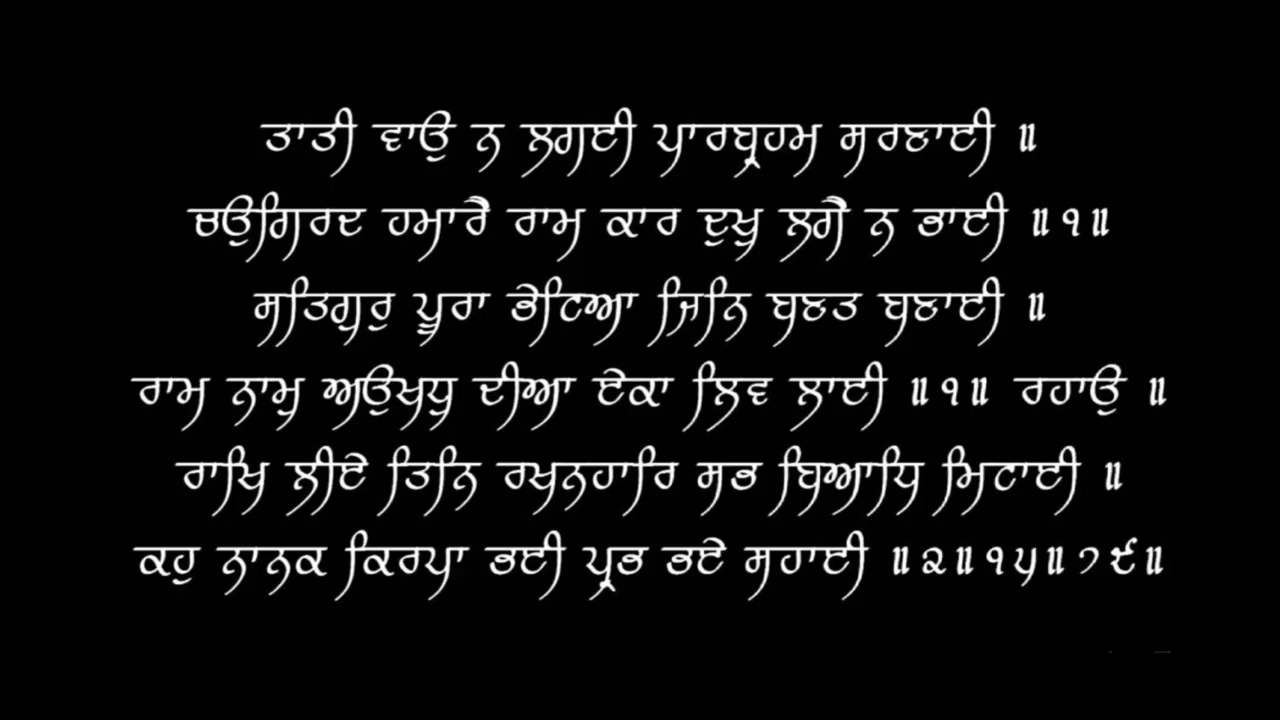 ਤਾਤੀ ਵਾਉ ਨ ਲਗਈ ਪਾਰਬ੍ਰਹਮ ਸਰਣਾਈ ॥
ਚਉਗਿਰਦ ਹਮਾਰੈ ਰਾਮ ਕਾਰ ਦੁਖੁ ਲਗੈ ਨ ਭਾਈ ॥੧॥
ਸਤਿਗੁਰੁ ਪੂਰਾ ਭੇਟਿਆ ਜਿਨਿ ਬਣਤ ਬਣਾਈ ॥
ਰਾਮ ਨਾਮੁ ਅਉਖਧੁ ਦੀਆ ਏਕਾ ਲਿਵ ਲਾਈ ॥੧॥ ਰਹਾਉ ॥
ਰਾਖਿ ਲੀਏ ਤਿਨਿ ਰਖਨਹਾਰਿ ਸਭ ਬਿਆਧਿ ਮਿਟਾਈ ॥
ਕਹੁ ਨਾਨਕ ਕਿਰਪਾ ਭਈ ਪ੍ਰਭ ਭਏ ਸਹਾਈ ॥੨॥੧੫॥੭੯॥